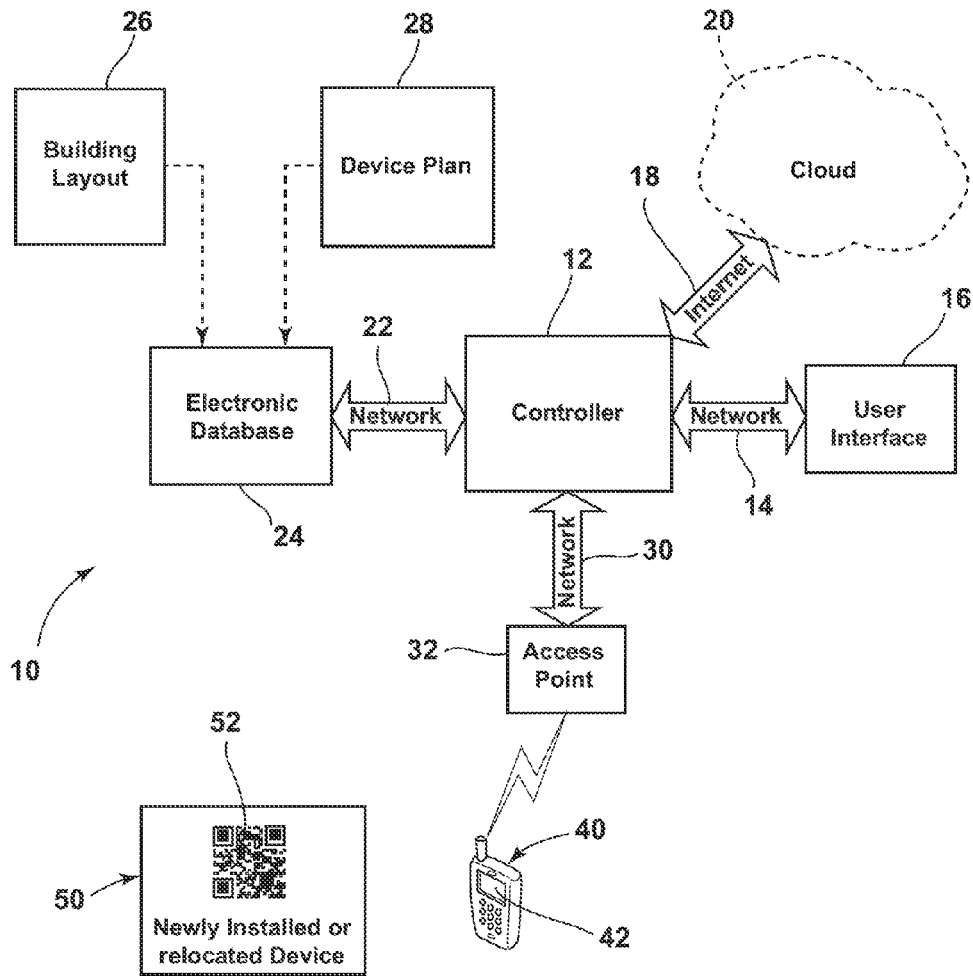 26
28
20
Building
Layout
Device Plan
Cloud
18
12
Internet
16
22
Electronic
Database
Network
Controller
Network
User
Interface
24
14
Network
30
10
32
Access
Point
52
40
50
Newly Installed or
relocated Device
42